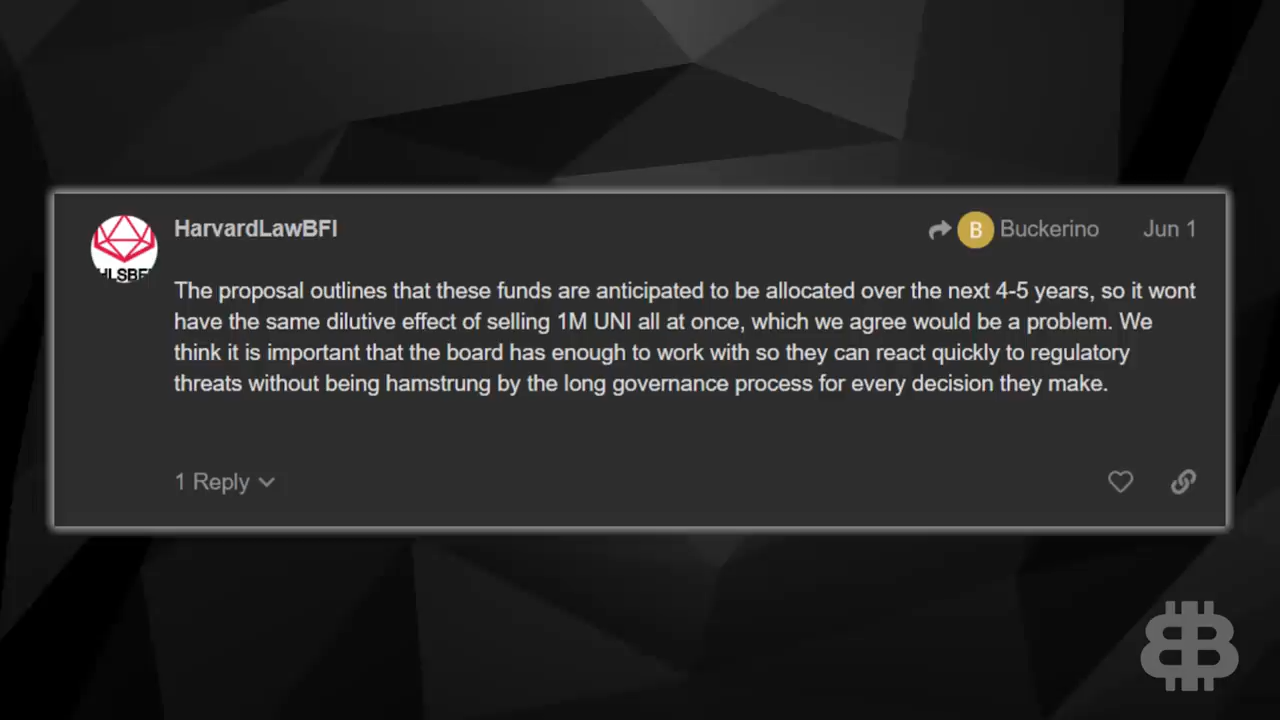 HarvardLawBFI
B Buckerino Jun 1
HLSBF
The proposal outlines that these funds are anticipated to be allocated over the next 4-5 years, so it wont
have the same dilutive effect of selling 1M UNI all at once, which we agree would be a problem. We
think it is important that the board has enough to work with so they can react quickly to regulatory
threats without being hamstrung by the long governance process for every decision they make.
1 Reply